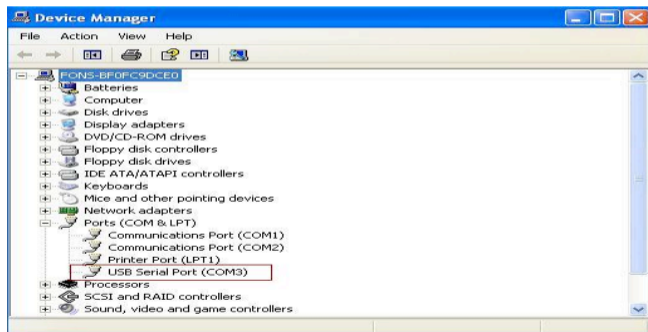 Device Manager
File Action View Help
FONS-BF0FC9DCE0
Batteries
Computer
Disk drives
Display adapters
DVD/CD-ROM drives
Floppy disk controllers
Floppy disk drives
IDE ATA/ATAPI controllers
Keyboards
Mice and other pointing devices
Network adapters
Ports (COM & LPT)
Communications Port (COM1)
Communications Port (COM2)
Printer Port (LPT1)
USB Serial Port (COM3)
Processors
SCSI and RAID controllers
Sound, video and game controllers